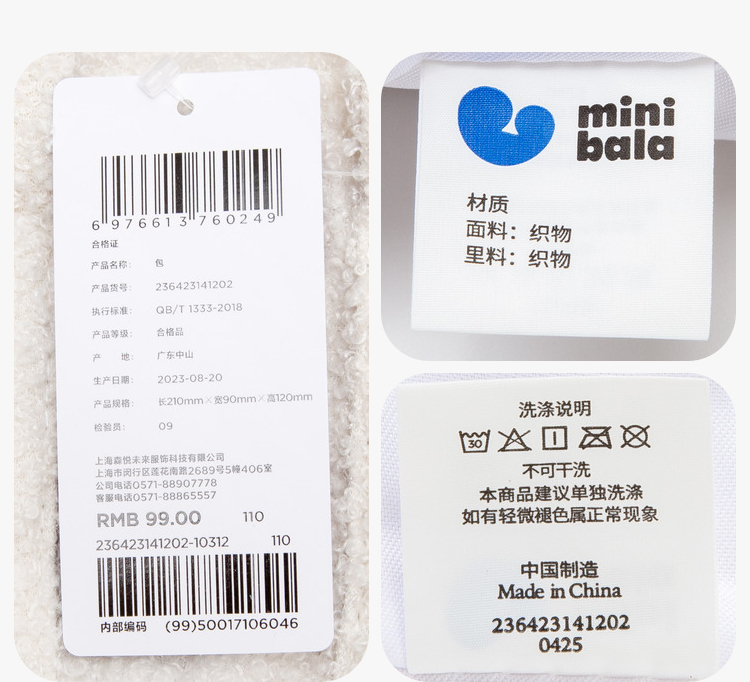 6 976613 760249
合格证
产品名称: 包
产品货号: 236423141202
执行标准: QB/T 1333-2018
产品等级: 合格品
产 地: 广东中山
生产日期: 2023-08-20
产品规格: 长210mm×宽90mm×高120mm
检验员: 09
上海森悦未来服饰科技有限公司
上海市闵行区莲花南路2689号5幢406室
公司电话0571-88907778
客服电话0571-88865557
RMB 99.00 110
236423141202-10312 110
内部编码 (99)50017106046
mini
bala
材质
面料：织物
里料：织物
洗涤说明
30
不可干洗
本商品建议单独洗涤
如有轻微褪色属正常现象
中国制造
Made in China
236423141202
0425